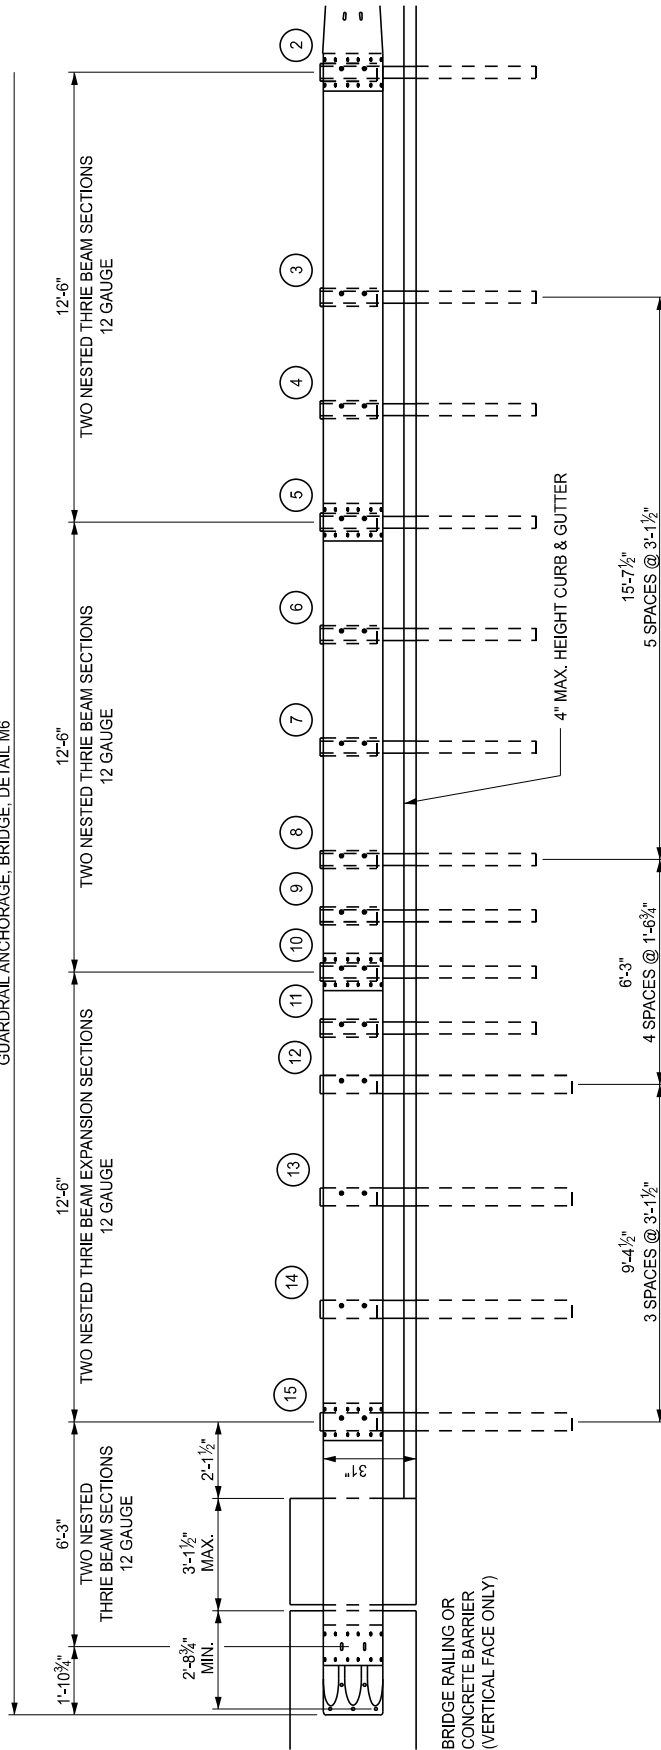 GUARDRAIL ANCHORAGE, BRIDGE, DETAIL M6
1'-10¾"
6'-3"
TWO NESTED
THRIE BEAM SECTIONS
12 GAUGE
12'-6"
TWO NESTED THRIE BEAM EXPANSION SECTIONS
12 GAUGE
12'-6"
TWO NESTED THRIE BEAM SECTIONS
12 GAUGE
12'-6"
TWO NESTED THRIE BEAM SECTIONS
12 GAUGE
2'-8¾"
MIN.
3'-1½"
MAX.
2'-1½"
15
14
13
12
11
10
9
8
7
6
5
4
3
2
31"
BRIDGE RAILING OR
CONCRETE BARRIER
(VERTICAL FACE ONLY)
4" MAX. HEIGHT CURB & GUTTER
9'-4½"
3 SPACES @ 3'-1½"
6'-3"
4 SPACES @ 1'-6¾"
15'-7½"
5 SPACES @ 3'-1½"